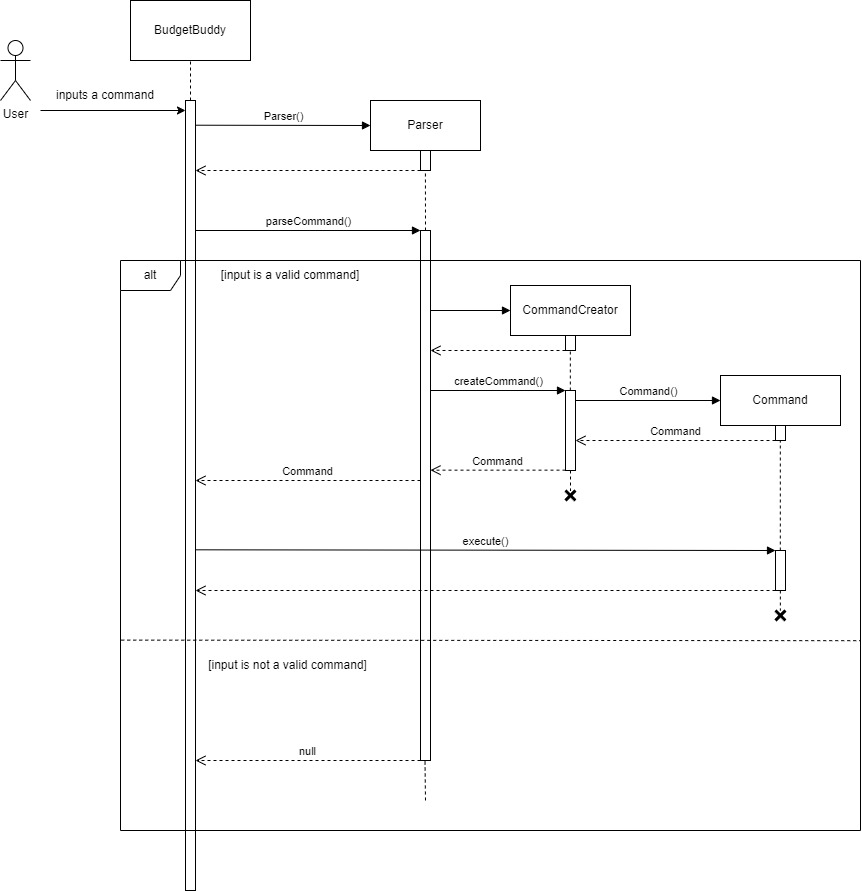 BudgetBuddy
User
inputs a command
Parser()
Parser
parseCommand()
alt
[input is a valid command]
CommandCreator
createCommand()
Command()
Command
Command
Command
Command
execute()
[input is not a valid command]
null